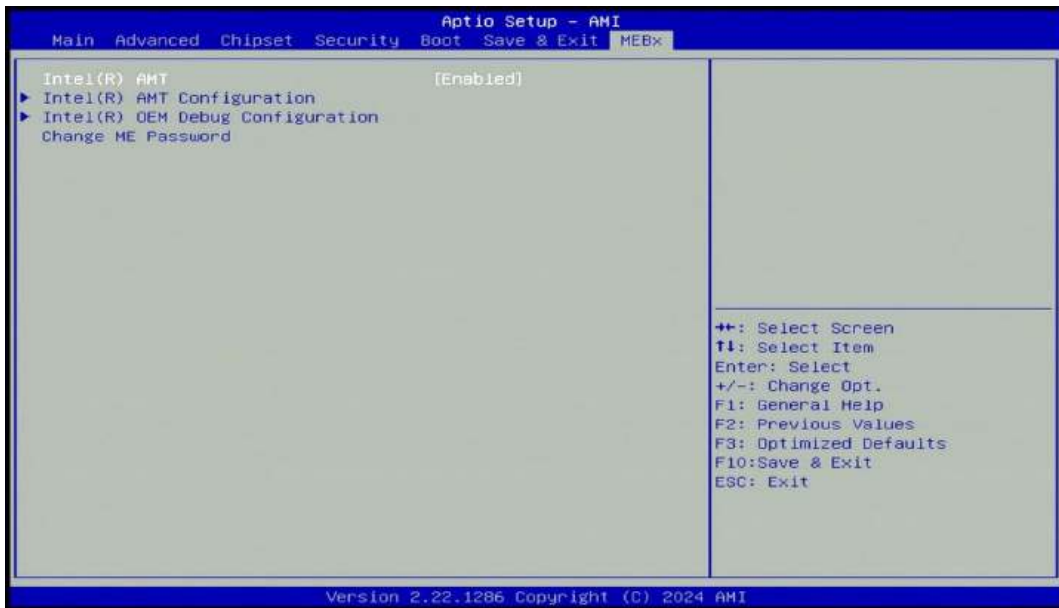 Aptio Setup - AMI
Main Advanced Chipset Security Boot Save & Exit MEBx
Intel(R) AMT [Enabled]
▶ Intel(R) AMT Configuration
▶ Intel(R) OEM Debug Configuration
Change ME Password
→←: Select Screen
↑↓: Select Item
Enter: Select
+/-: Change Opt.
F1: General Help
F2: Previous Values
F3: Optimized Defaults
F10:Save & Exit
ESC: Exit
Version 2.22.1286 Copyright (C) 2024 AMI